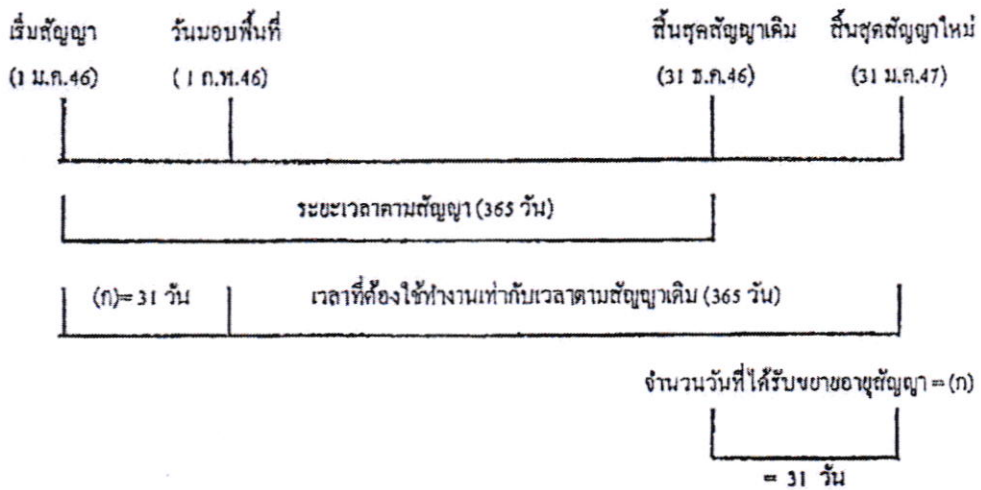 เริ่มสัญญา วันมอบพื้นที่ สิ้นสุดสัญญาเดิม สิ้นสุดสัญญาใหม่
(1 ม.ค.46) ( 1 ก.พ.46) (31 ธ.ค.46) (31 ม.ค.47)
ระยะเวลาตามสัญญา (365 วัน)
(ก)= 31 วัน เวลาที่ต้องใช้ทำงานเท่ากับเวลาตามสัญญาเดิม (365 วัน)
จำนวนวันที่ได้รับขยายอายุสัญญา = (ก)
= 31 วัน